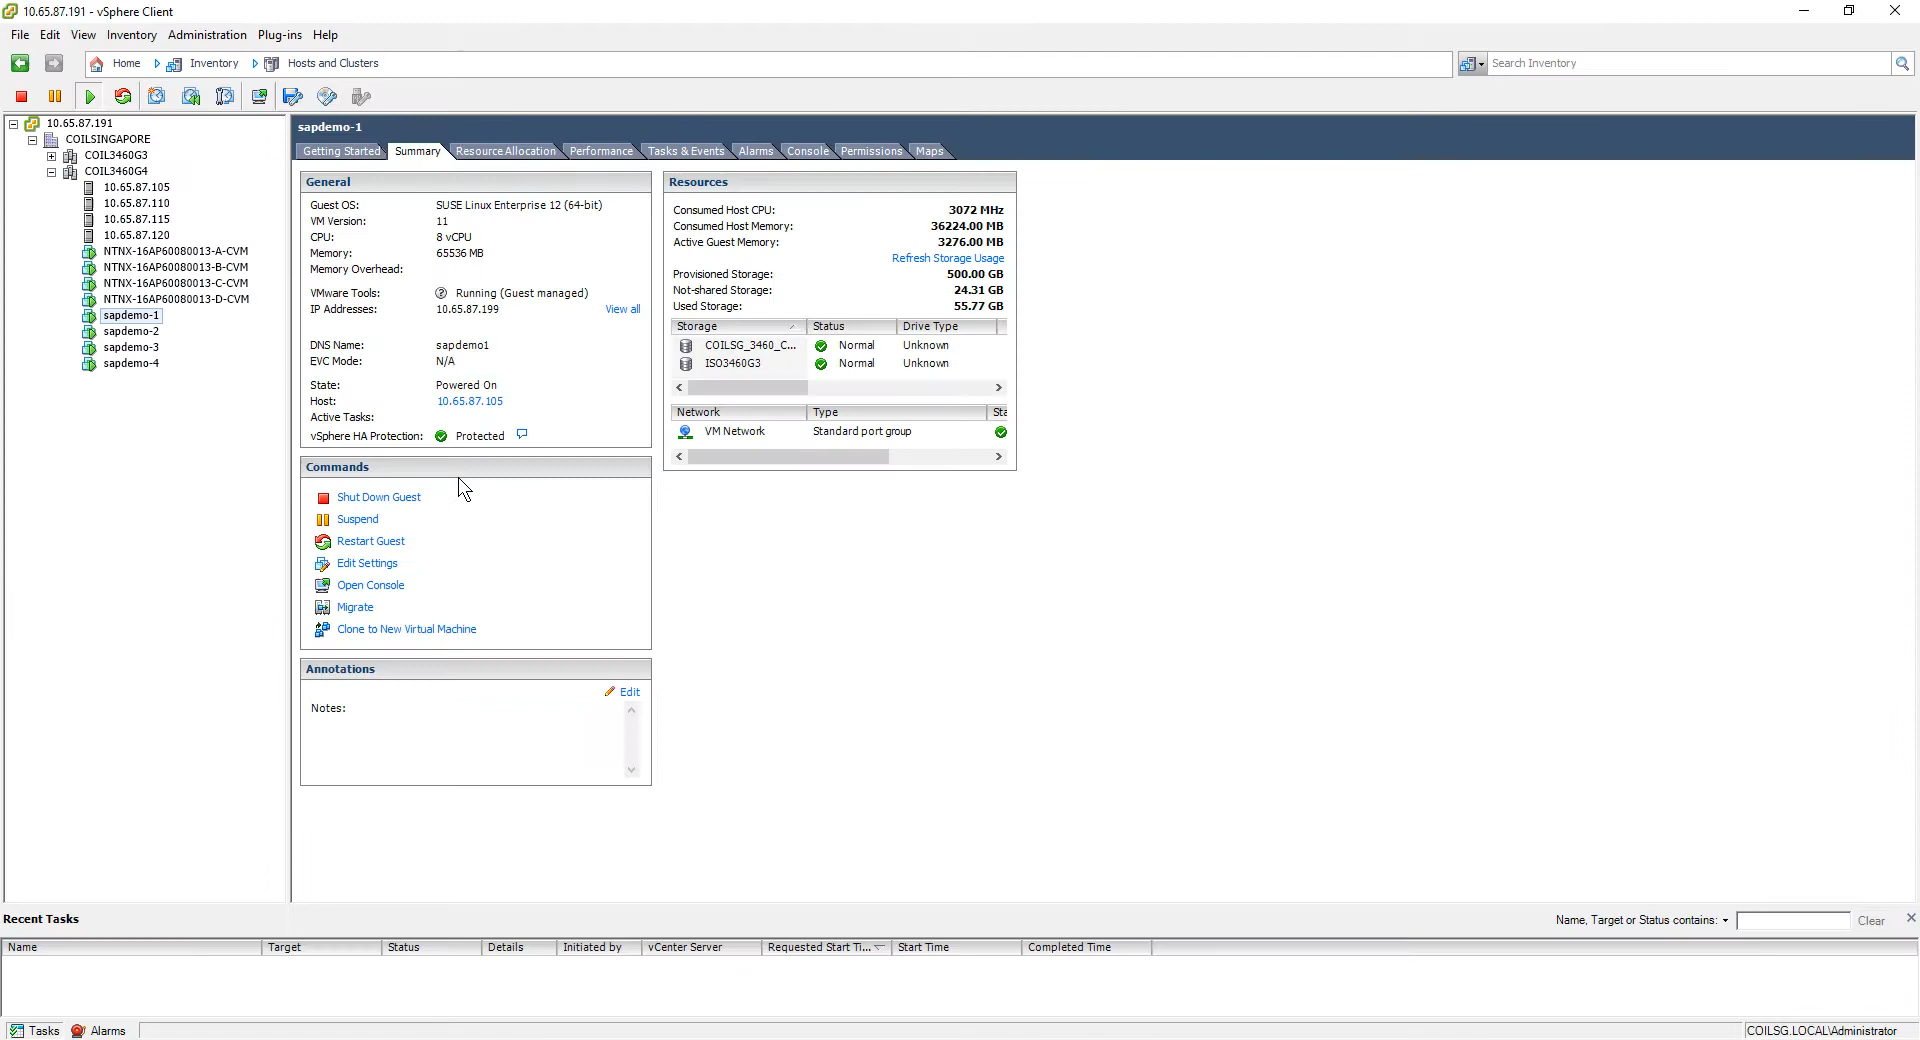 10.65.87.191 - vSphere Client
File Edit View Inventory Administration Plug-ins Help
Home Inventory Hosts and Clusters
Search Inventory
10.65.87.191
COILSINGAPORE
COIL3460G3
COIL3460G4
10.65.87.105
10.65.87.110
10.65.87.115
10.65.87.120
NTNX-16AP60080013-A-CVM
NTNX-16AP60080013-B-CVM
NTNX-16AP60080013-C-CVM
NTNX-16AP60080013-D-CVM
sapdemo-1
sapdemo-2
sapdemo-3
sapdemo-4
sapdemo-1
Getting Started Summary Resource Allocation Performance Tasks & Events Alarms Console Permissions Maps
General
Guest OS: SUSE Linux Enterprise 12 (64-bit)
VM Version: 11
CPU: 8 vCPU
Memory: 65536 MB
Memory Overhead:
VMware Tools: Running (Guest managed)
IP Addresses: 10.65.87.199 View all
DNS Name: sapdemo1
EVC Mode: N/A
State: Powered On
Host: 10.65.87.105
Active Tasks:
vSphere HA Protection: Protected
Commands
Shut Down Guest
Suspend
Restart Guest
Edit Settings
Open Console
Migrate
Clone to New Virtual Machine
Annotations
Edit
Notes:
Resources
Consumed Host CPU: 3072 MHz
Consumed Host Memory: 36224.00 MB
Active Guest Memory: 3276.00 MB
Refresh Storage Usage
Provisioned Storage: 500.00 GB
Not-shared Storage: 24.31 GB
Used Storage: 55.77 GB
Storage Status Drive Type
COILSG_3460_C... Normal Unknown
ISO3460G3 Normal Unknown
Network Type Sta
VM Network Standard port group
Recent Tasks
Name, Target or Status contains: Clear
Name Target Status Details Initiated by vCenter Server Requested Start Ti... Start Time Completed Time
Tasks Alarms
COILSG.LOCAL\Administrator